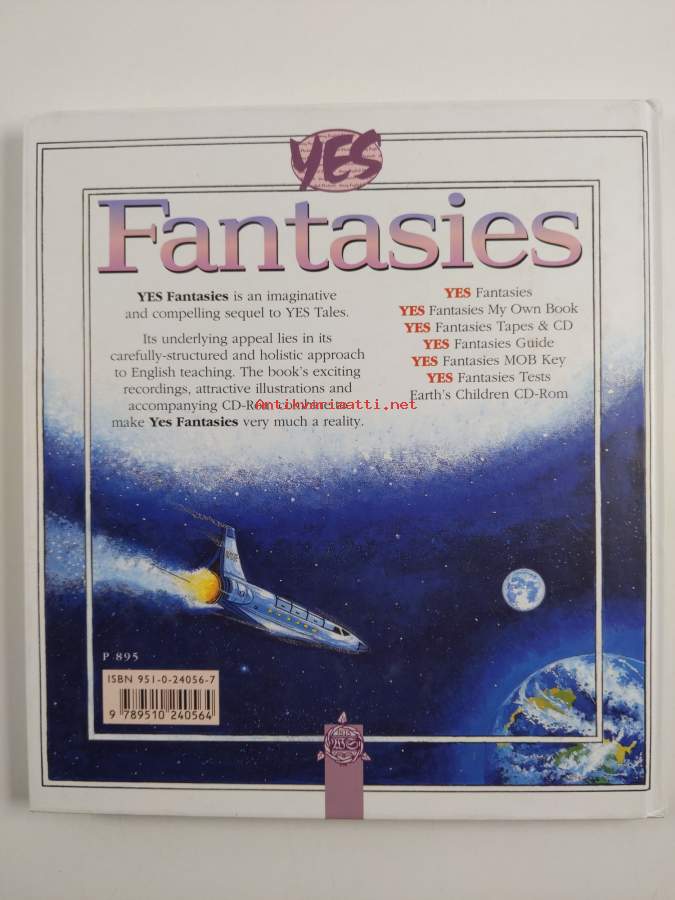 YES
Fantasies
YES Fantasies is an imaginative
and compelling sequel to YES Tales.
Its underlying appeal lies in its
carefully-structured and holistic approach
to English teaching. The book's exciting
recordings, attractive illustrations and
accompanying CD-Rom combine to
make Yes Fantasies very much a reality.
YES Fantasies
YES Fantasies My Own Book
YES Fantasies Tapes & CD
YES Fantasies Guide
YES Fantasies MOB Key
YES Fantasies Tests
Earth's Children CD-Rom
Antikvariaatti.net
P 895
ISBN 951-0-24056-7
9 789510 240564